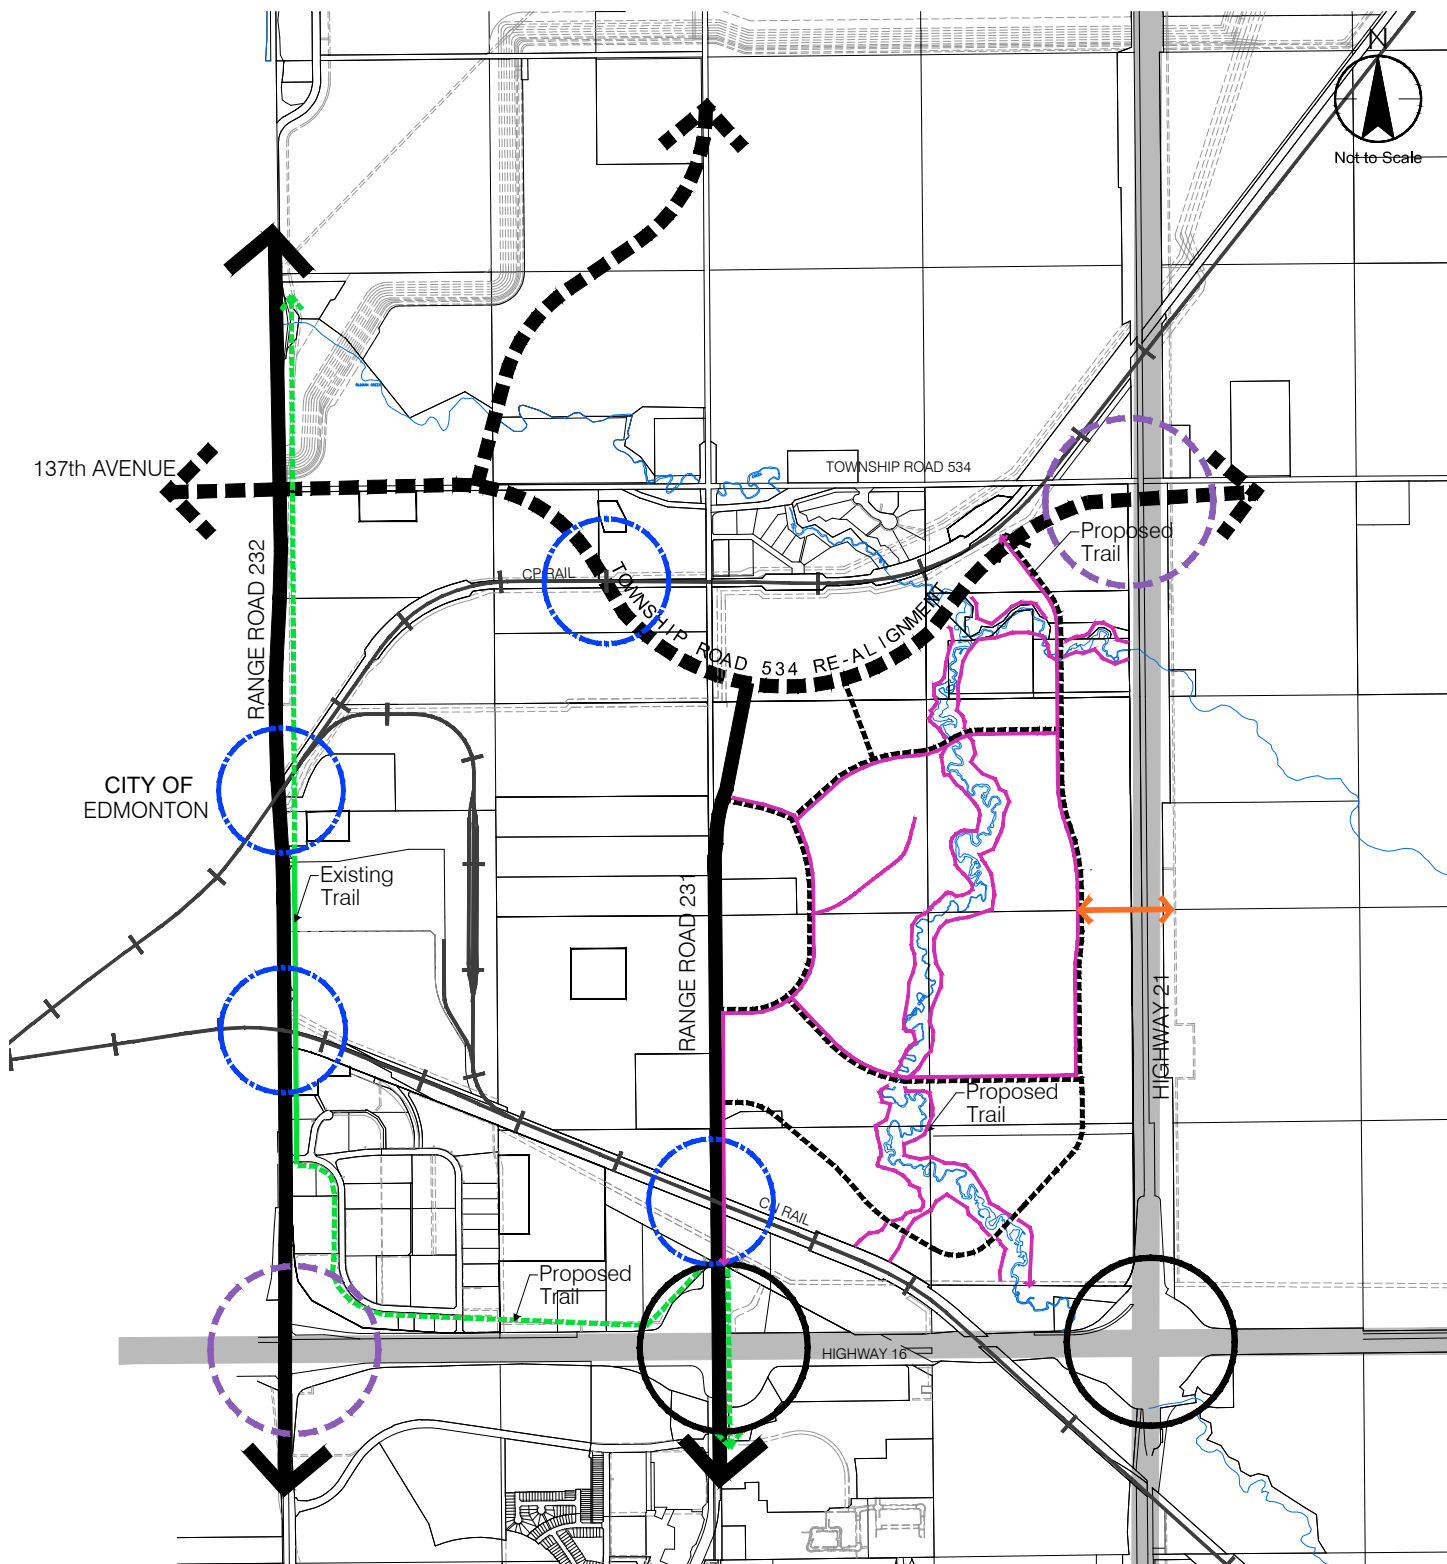 N
Not to Scale
137th AVENUE
TOWNSHIP ROAD 534
Proposed
Trail
RANGE ROAD 232
CP RAIL
TOWNSHIP ROAD 534 RE-ALIGNMENT
CITY OF
EDMONTON
Existing
Trail
RANGE ROAD 231
HIGHWAY 21
Proposed
Trail
CN RAIL
Proposed
Trail
HIGHWAY 16